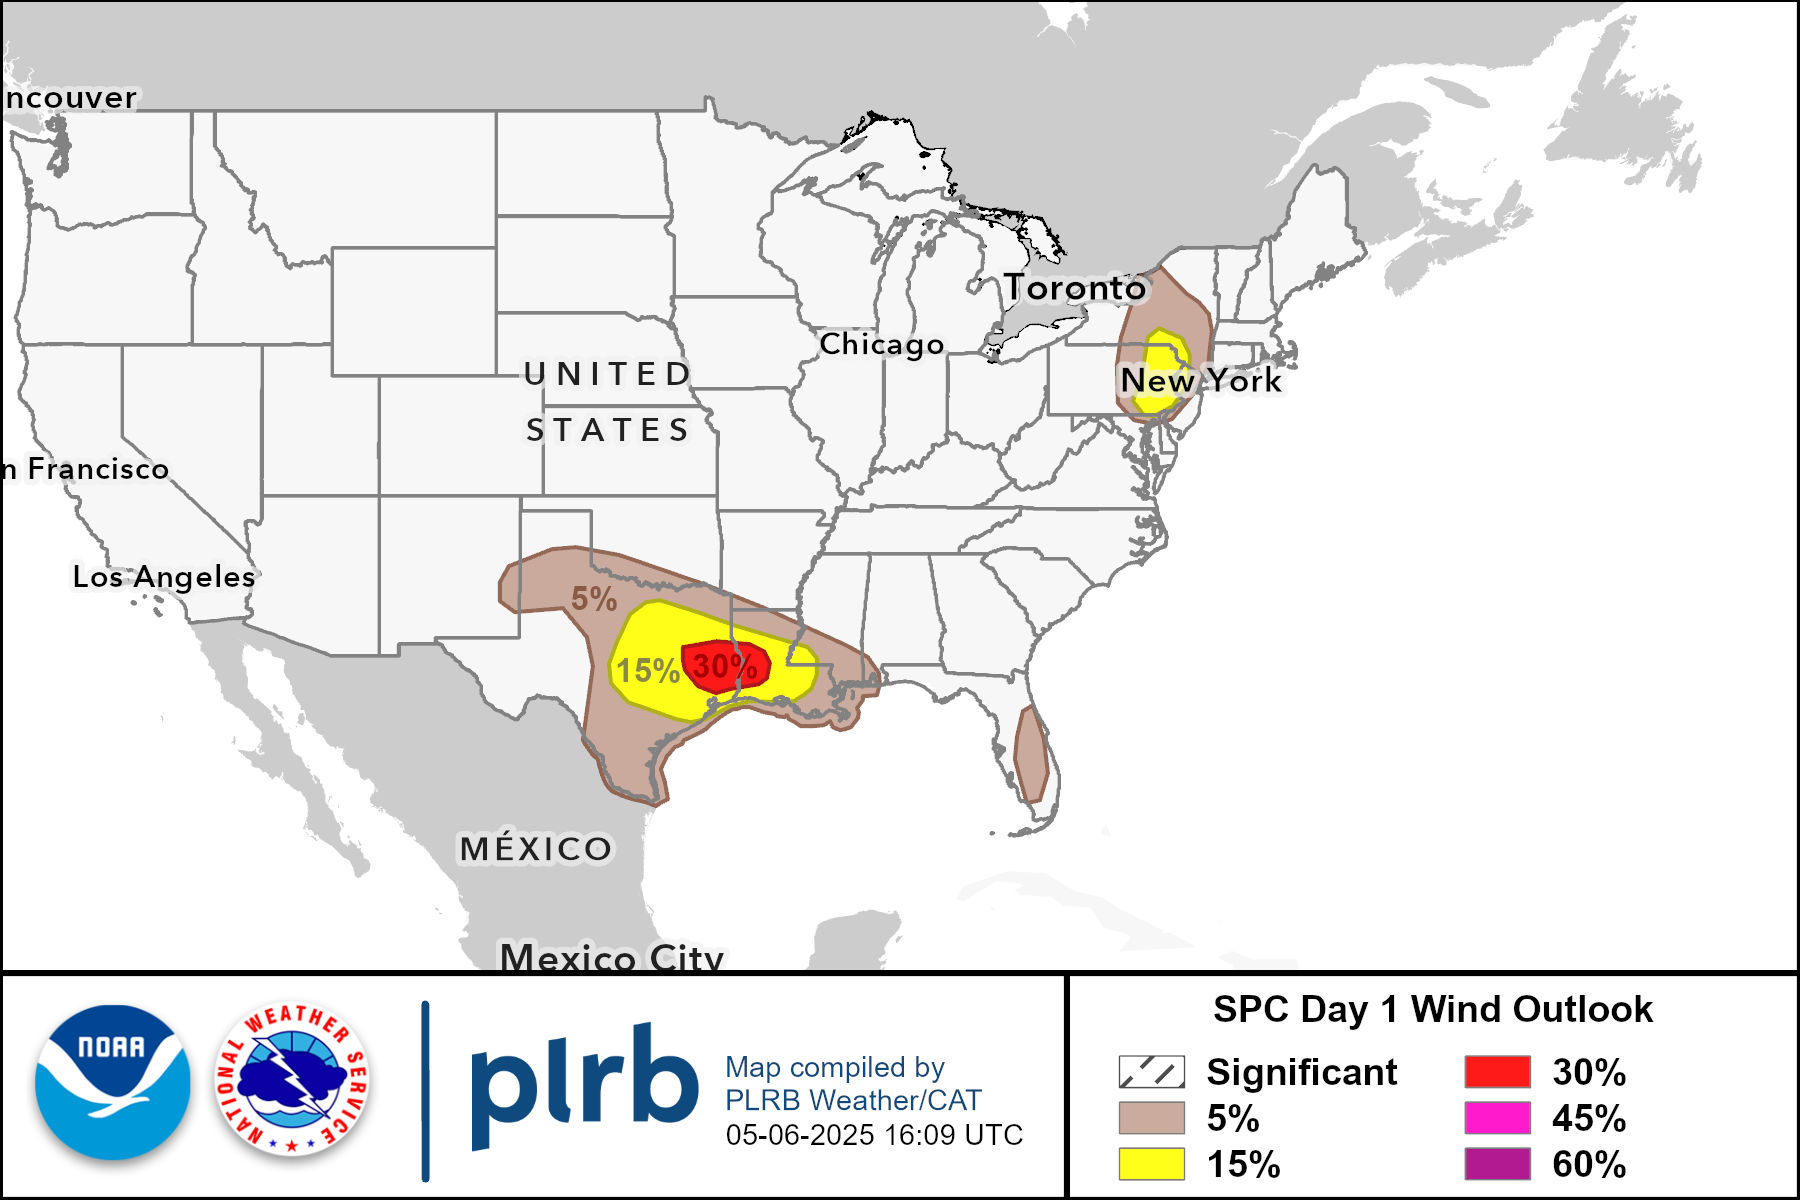 ncouver
Toronto
Chicago
UNITED
STATES
New York
n Francisco
Los Angeles
5%
15%
30%
MÉXICO
Mexico City
NOAA
NATIONAL WEATHER SERVICE
plrb
Map compiled by
PLRB Weather/CAT
05-06-2025 16:09 UTC
SPC Day 1 Wind Outlook
Significant
5%
15%
30%
45%
60%